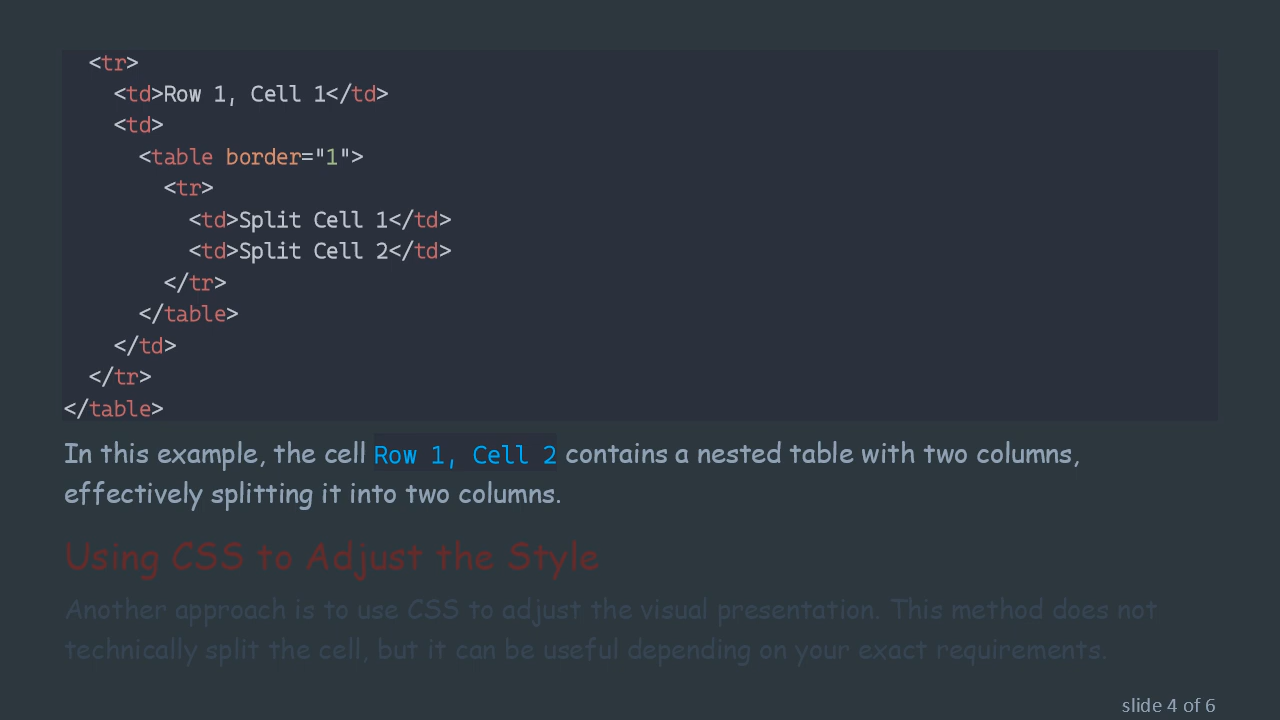 <tr>
<td>Row 1, Cell 1</td>
<td>
<table border="1">
<tr>
<td>Split Cell 1</td>
<td>Split Cell 2</td>
</tr>
</table>
</td>
</tr>
</table>
In this example, the cell Row 1, Cell 2 contains a nested table with two columns,
effectively splitting it into two columns.
Using CSS to Adjust the Style
Another approach is to use CSS to adjust the visual presentation. This method does not
technically split the cell, but it can be useful depending on your exact requirements.
slide 4 of 6